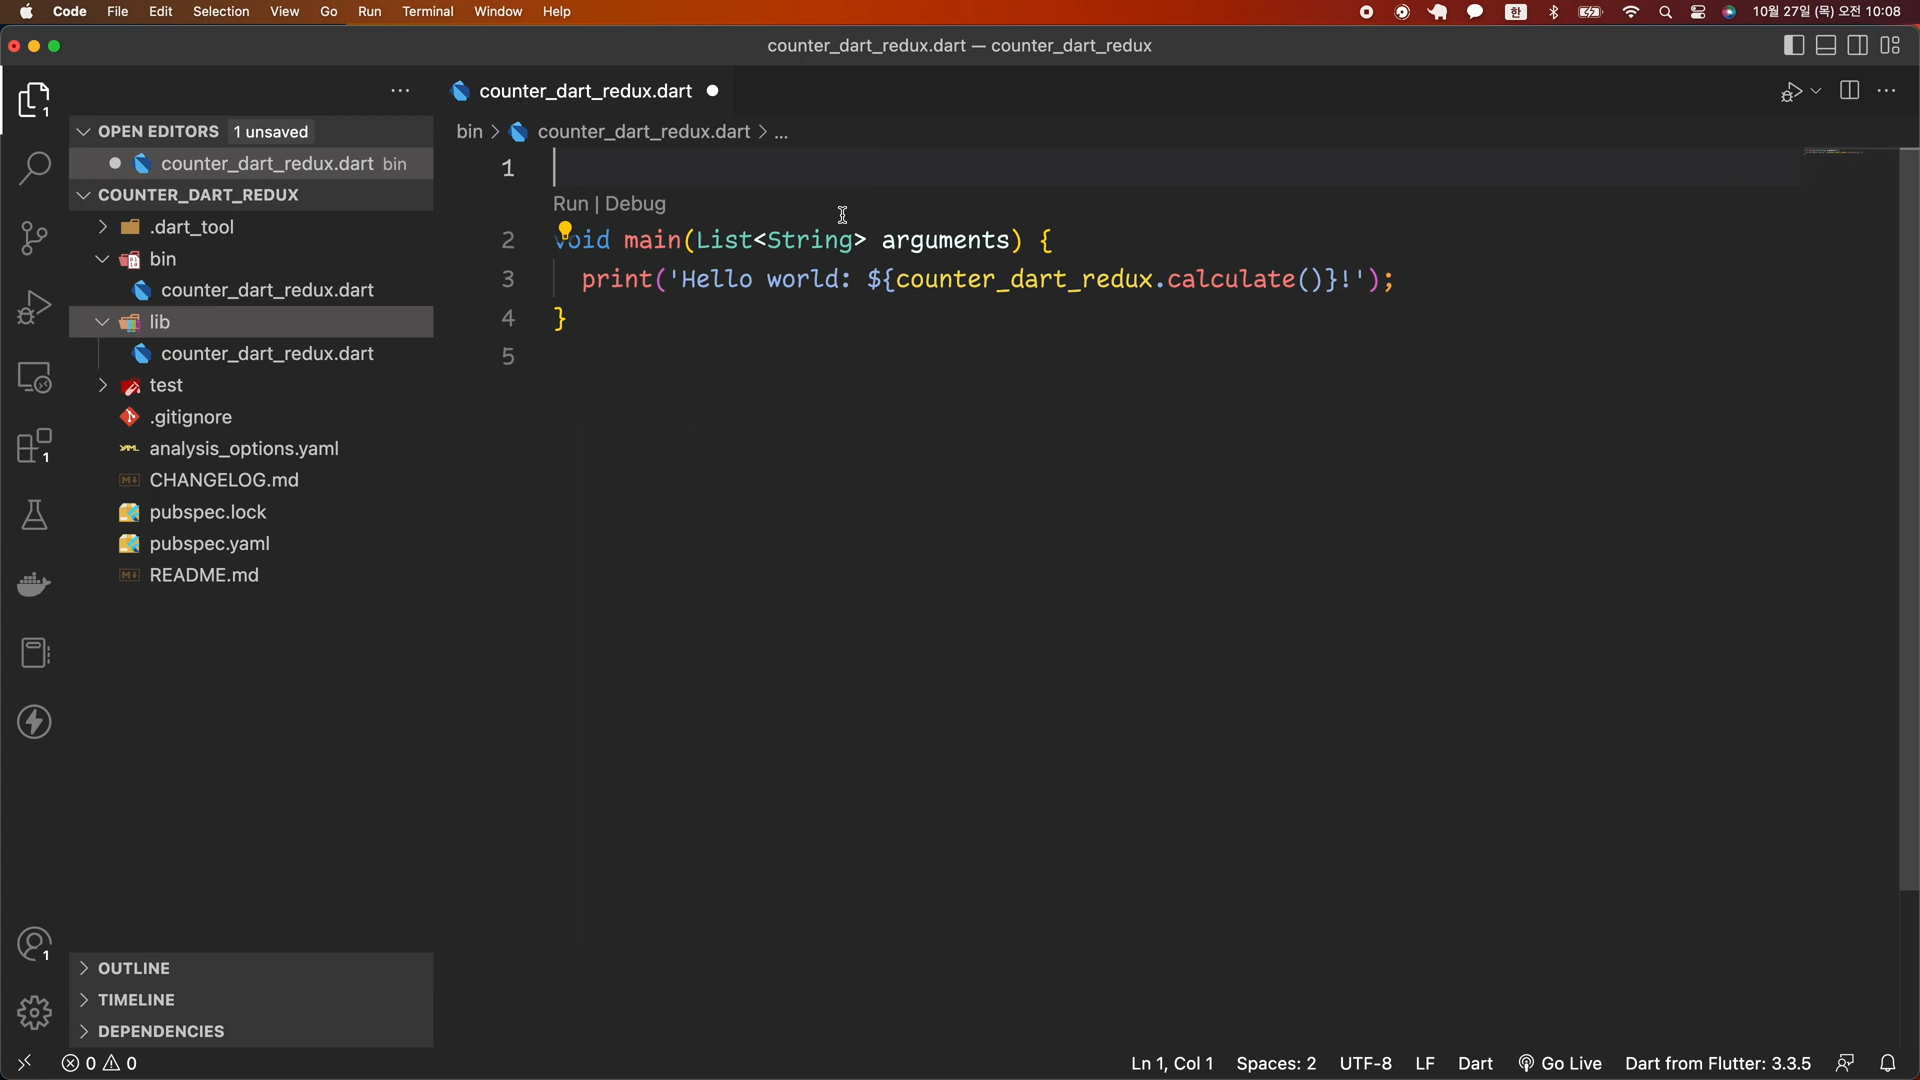 Code File Edit Selection View Go Run Terminal Window Help 한 10월 27일 (목) 오전 10:08
counter_dart_redux.dart — counter_dart_redux
counter_dart_redux.dart
OPEN EDITORS 1 unsaved
counter_dart_redux.dart bin
COUNTER_DART_REDUX
.dart_tool
bin
counter_dart_redux.dart
lib
counter_dart_redux.dart
test
.gitignore
analysis_options.yaml
CHANGELOG.md
pubspec.lock
pubspec.yaml
README.md
OUTLINE
TIMELINE
DEPENDENCIES
1
1
1
bin > counter_dart_redux.dart > ...
1
Run | Debug
2 void main(List<String> arguments) {
3 print('Hello world: ${counter_dart_redux.calculate()}!');
4 }
5
0 0 Ln 1, Col 1 Spaces: 2 UTF-8 LF Dart Go Live Dart from Flutter: 3.3.5